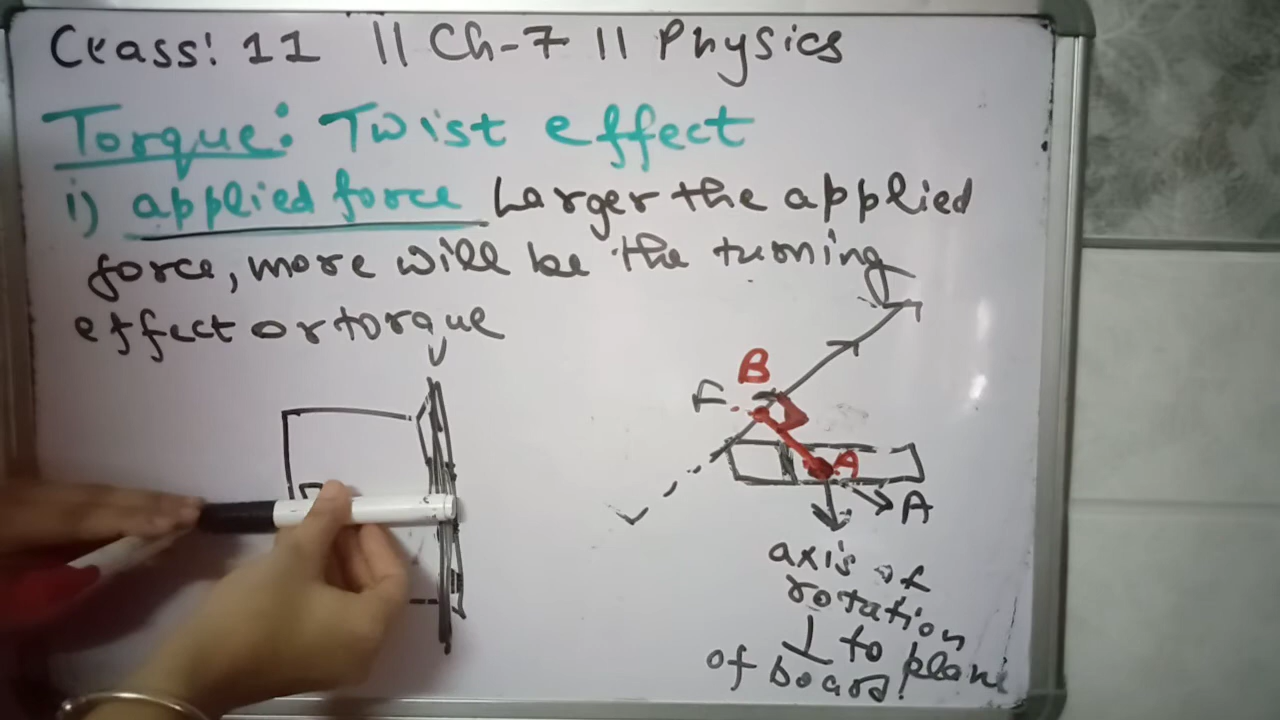 Class: 11 || Ch-7 || Physics
Torque: Twist effect
i) applied force Larger the applied
force, more will be the turning
effect or torque
B
F
A
A
axis of
rotation
⊥ to plan
of board.